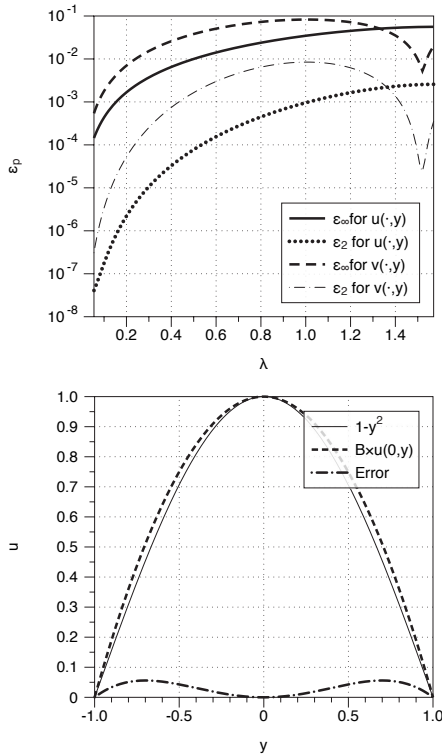 10⁻¹
10⁻²
10⁻³
10⁻⁴
10⁻⁵
10⁻⁶
10⁻⁷
10⁻⁸
εₚ
ε∞for u(·,y)
ε₂ for u(·,y)
ε∞for v(·,y)
ε₂ for v(·,y)
0.2 0.4 0.6 0.8 1.0 1.2 1.4
λ
1.0
0.9
0.8
0.7
0.6
0.5
0.4
0.3
0.2
0.1
0
u
1-y²
B×u(0,y)
Error
-1.0 -0.5 0 0.5 1.0
y